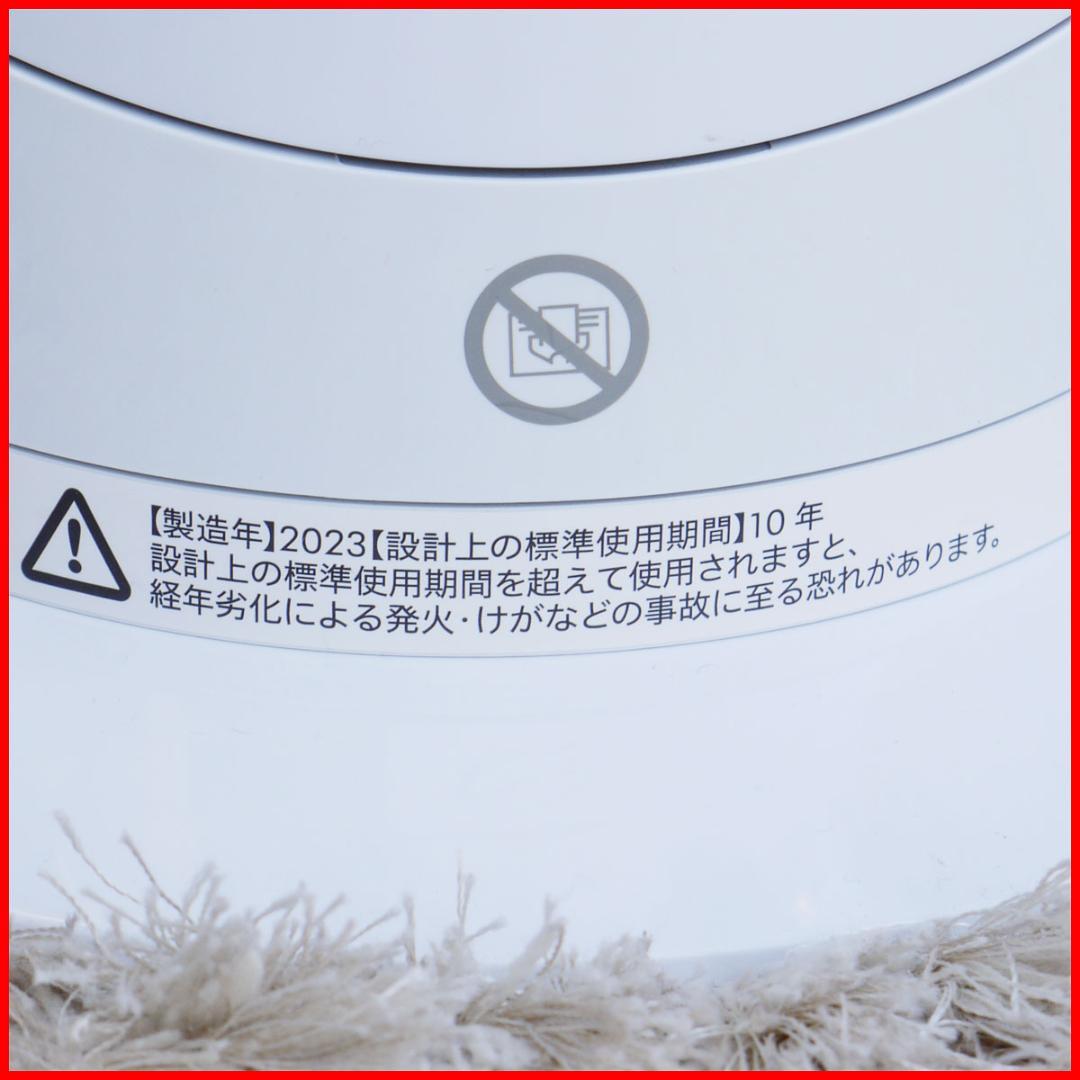 【製造年】2023【設計上の標準使用期間】10 年
設計上の標準使用期間を超えて使用されますと、
経年劣化による発火・けがなどの事故に至る恐れがあります。